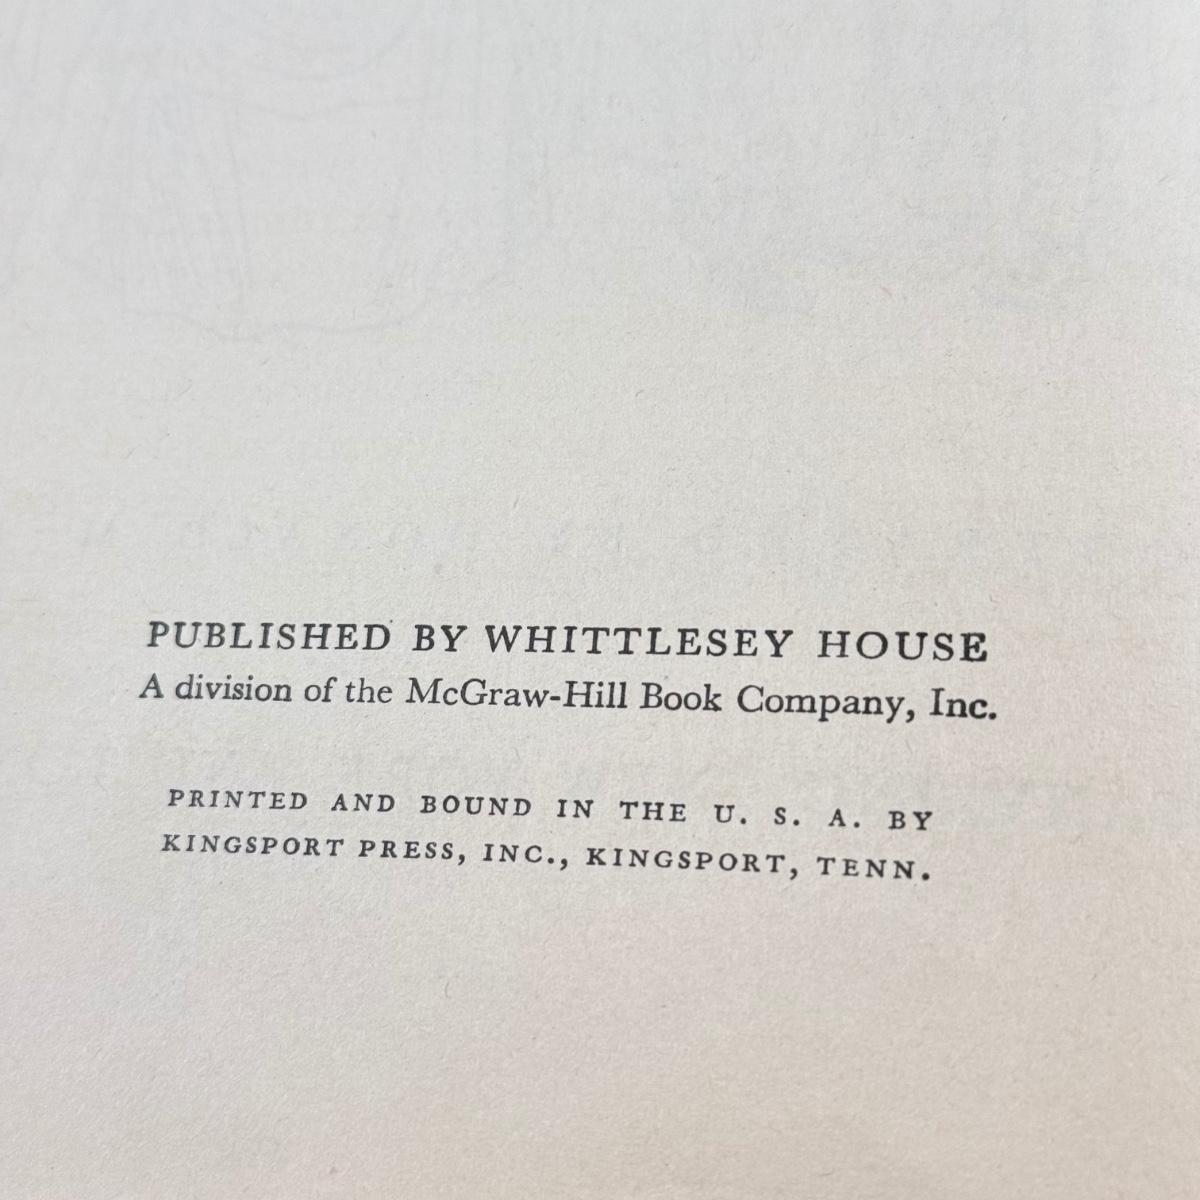 PUBLISHED BY WHITTLESEY HOUSE
A division of the McGraw-Hill Book Company, Inc.
PRINTED AND BOUND IN THE U. S. A. BY
KINGSPORT PRESS, INC., KINGSPORT, TENN.